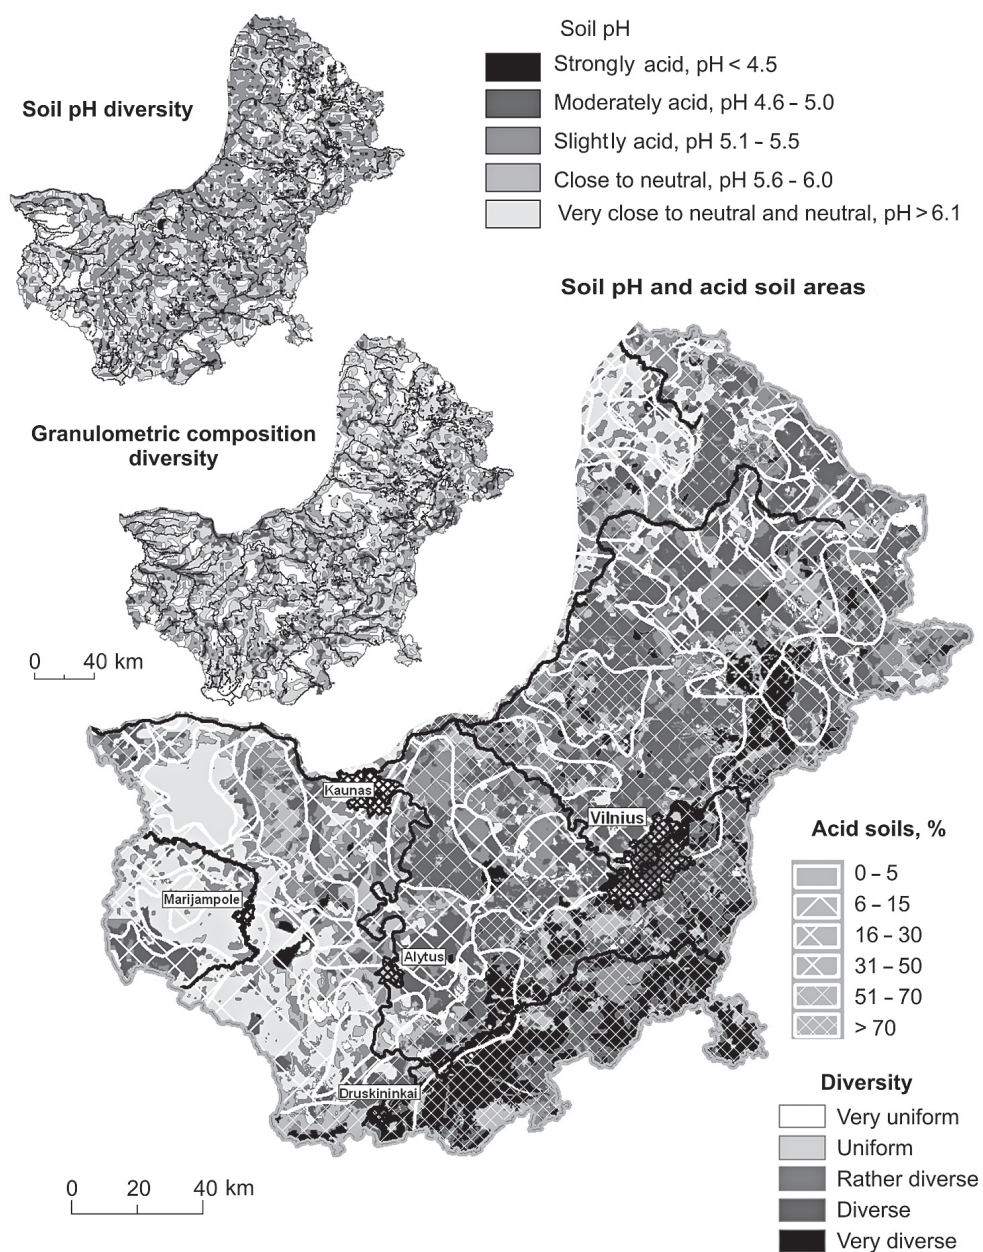 Soil pH
Strongly acid, pH < 4.5
Moderately acid, pH 4.6 – 5.0
Slightly acid, pH 5.1 – 5.5
Close to neutral, pH 5.6 – 6.0
Very close to neutral and neutral, pH > 6.1
Soil pH diversity
Soil pH and acid soil areas
Granulometric composition
diversity
0 40 km
Kaunas
Vilnius
Marijampole
Alytus
Druskininkai
Acid soils, %
0 – 5
6 – 15
16 – 30
31 – 50
51 – 70
> 70
Diversity
Very uniform
Uniform
Rather diverse
Diverse
Very diverse
0 20 40 km